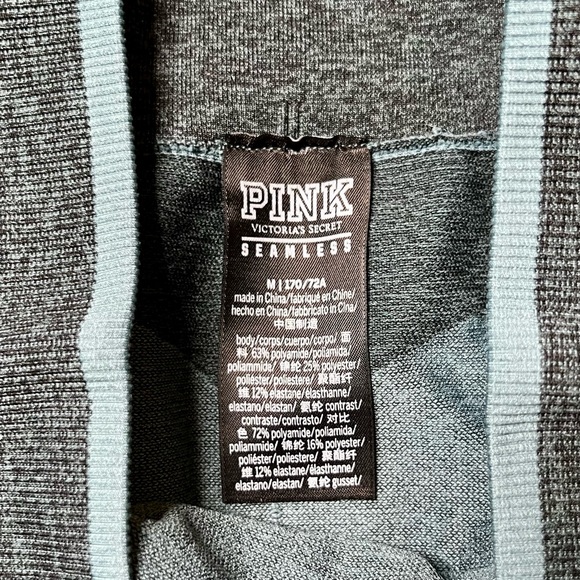 PINK
VICTORIA'S SECRET
SEAMLESS
M | 170/72A
made in China/fabriqué en Chine/
hecho en China/fabbricato in Cina/
中国制造
body/corps/cuerpo/corpo/ 面
料 63% polyamide/poliamida/
poliammide/ 锦纶 25% polyester/
poliéster/poliestere/ 聚酯纤
维 12% elastane/élasthanne/
elastano/elastan/ 氨纶 contrast/
contraste/contrasto/ 对比
色 72% polyamide/poliamida/
poliammide/ 锦纶 16% polyester/
poliéster/poliestere/ 聚酯纤
维 12% elastane/élasthanne/
elastano/elastan/ 氨纶 gusset/